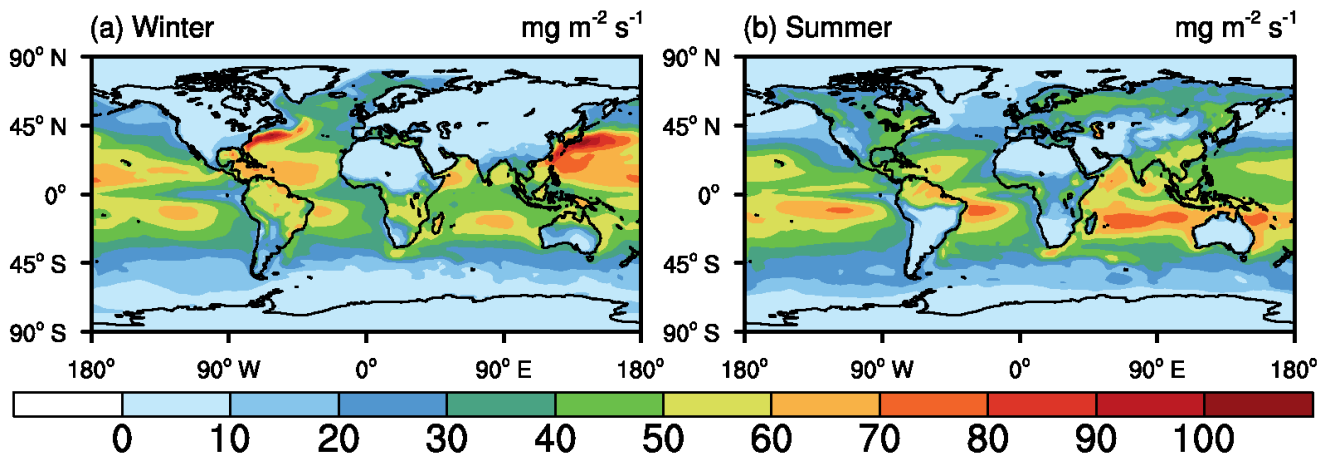 (a) Winter mg m⁻² s⁻¹ (b) Summer mg m⁻² s⁻¹
90° N 90° N
45° N 45° N
0° 0°
45° S 45° S
90° S 90° S
180° 90° W 0° 90° E 180° 180° 90° W 0° 90° E 180°
0 10 20 30 40 50 60 70 80 90 100